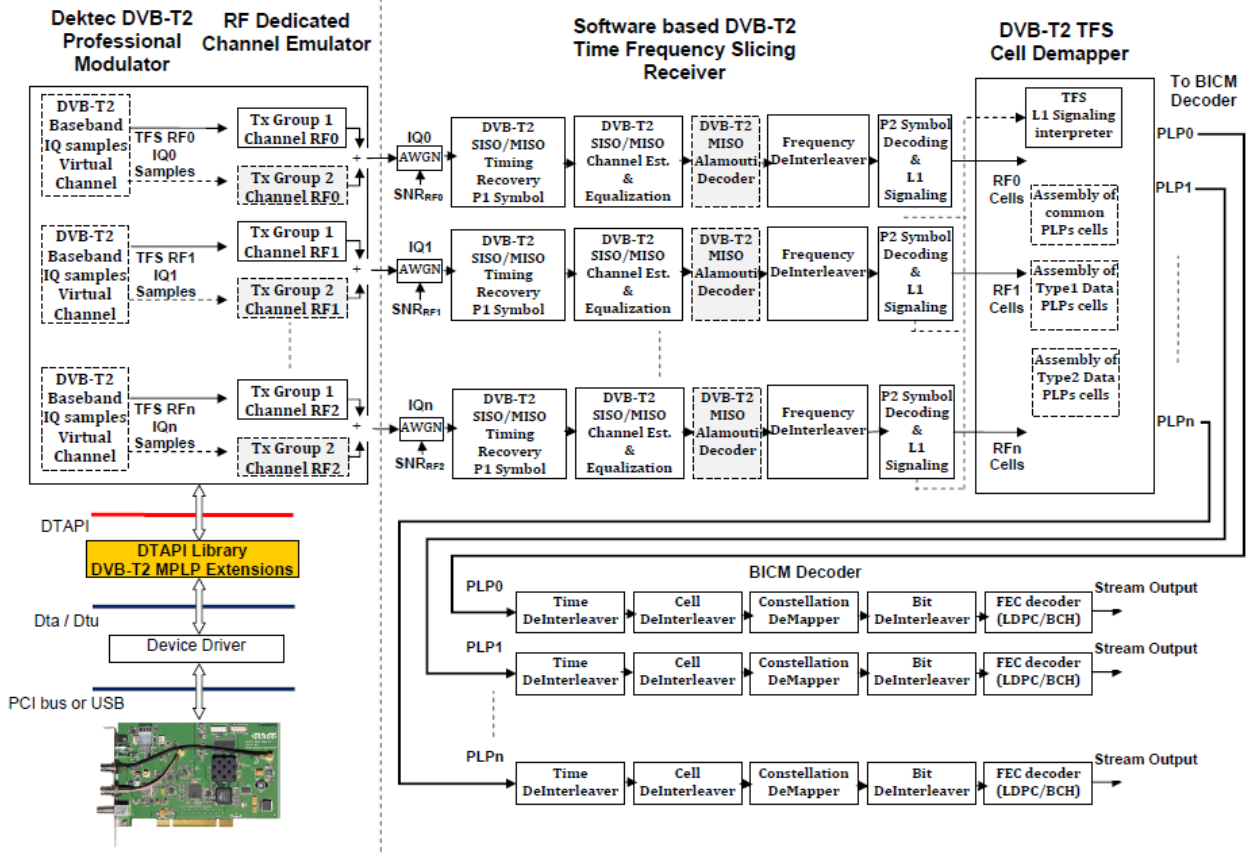 Dektec DVB-T2
Professional
Modulator
RF Dedicated
Channel Emulator
Software based DVB-T2
Time Frequency Slicing
Receiver
DVB-T2 TFS
Cell Demapper
To BICM
Decoder
DVB-T2
Baseband
IQ samples
Virtual
Channel
TFS RF0
IQ0
Samples
Tx Group 1
Channel RF0
Tx Group 2
Channel RF0
+
IQ0
AWGN
SNRRF0
DVB-T2
SISO/MISO
Timing
Recovery
P1 Symbol
DVB-T2
SISO/MISO
Channel Est.
&
Equalization
DVB-T2
MISO
Alamouti
Decoder
Frequency
DeInterleaver
P2 Symbol
Decoding
&
L1
Signaling
RF0
Cells
TFS
L1 Signaling
interpreter
Assembly of
common
PLPs cells
PLP0
PLP1
DVB-T2
Baseband
IQ samples
Virtual
Channel
TFS RF1
IQ1
Samples
Tx Group 1
Channel RF1
Tx Group 2
Channel RF1
+
IQ1
AWGN
SNRRF1
DVB-T2
SISO/MISO
Timing
Recovery
P1 Symbol
DVB-T2
SISO/MISO
Channel Est.
&
Equalization
DVB-T2
MISO
Alamouti
Decoder
Frequency
DeInterleaver
P2 Symbol
Decoding
&
L1
Signaling
RF1
Cells
Assembly of
Type1 Data
PLPs cells
Assembly of
Type2 Data
PLPs cells
DVB-T2
Baseband
IQ samples
Virtual
Channel
TFS RFn
IQn
Samples
Tx Group 1
Channel RF2
Tx Group 2
Channel RF2
+
IQn
AWGN
SNRRF2
DVB-T2
SISO/MISO
Timing
Recovery
P1 Symbol
DVB-T2
SISO/MISO
Channel Est.
&
Equalization
DVB-T2
MISO
Alamouti
Decoder
Frequency
DeInterleaver
P2 Symbol
Decoding
&
L1
Signaling
RFn
Cells
PLPn
DTAPI
DTAPI Library
DVB-T2 MPLP Extensions
Dta / Dtu
Device Driver
PCI bus or USB
BICM Decoder
PLP0
Time
DeInterleaver
Cell
DeInterleaver
Constellation
DeMapper
Bit
DeInterleaver
FEC decoder
(LDPC/BCH)
Stream Output
PLP1
Time
DeInterleaver
Cell
DeInterleaver
Constellation
DeMapper
Bit
DeInterleaver
FEC decoder
(LDPC/BCH)
Stream Output
PLPn
Time
DeInterleaver
Cell
DeInterleaver
Constellation
DeMapper
Bit
DeInterleaver
FEC decoder
(LDPC/BCH)
Stream Output